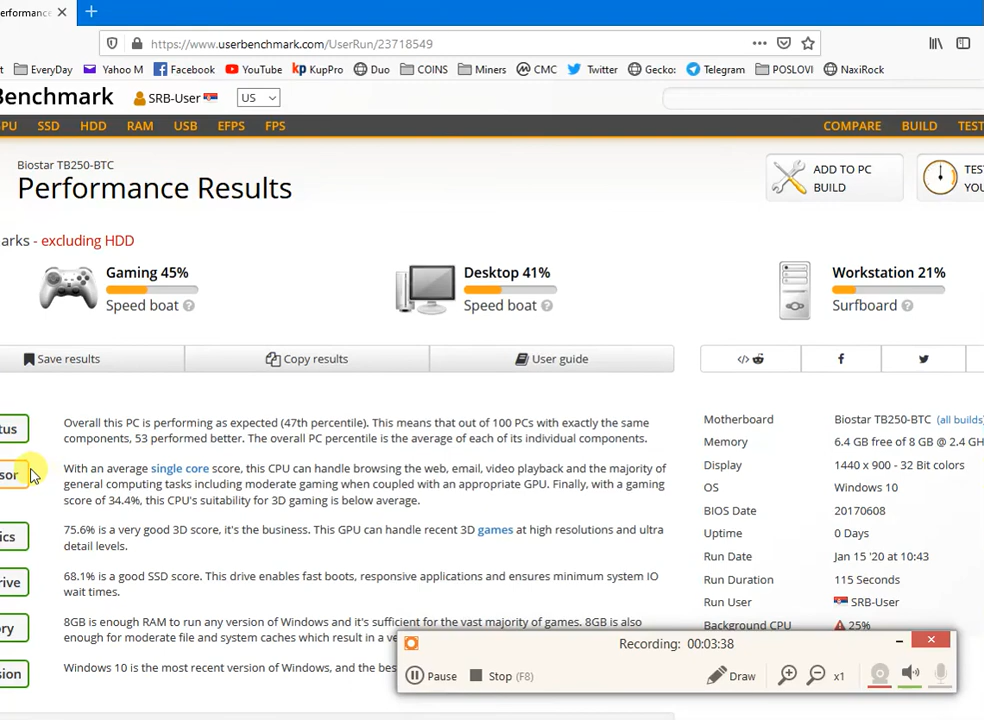 erformance
https://www.userbenchmark.com/UserRun/23718549
t EveryDay Yahoo M Facebook YouTube KupPro Duo COINS Miners CMC Twitter Gecko: Telegram POSLOVI NaxiRock
Benchmark SRB-User US
PU SSD HDD RAM USB EFPS FPS COMPARE BUILD TEST
Biostar TB250-BTC
Performance Results
ADD TO PC BUILD
TES
YOU
arks - excluding HDD
Gaming 45%
Speed boat
Desktop 41%
Speed boat
Workstation 21%
Surfboard
Save results Copy results User guide
tus
Overall this PC is performing as expected (47th percentile). This means that out of 100 PCs with exactly the same
components, 53 performed better. The overall PC percentile is the average of each of its individual components.
sor
With an average single core score, this CPU can handle browsing the web, email, video playback and the majority of
general computing tasks including moderate gaming when coupled with an appropriate GPU. Finally, with a gaming
score of 34.4%, this CPU's suitability for 3D gaming is below average.
ics
75.6% is a very good 3D score, it's the business. This GPU can handle recent 3D games at high resolutions and ultra
detail levels.
rive
68.1% is a good SSD score. This drive enables fast boots, responsive applications and ensures minimum system IO
wait times.
ory
8GB is enough RAM to run any version of Windows and it's sufficient for the vast majority of games. 8GB is also
enough for moderate file and system caches which result in a ve
sion
Windows 10 is the most recent version of Windows, and the bes
Motherboard Biostar TB250-BTC (all builds)
Memory 6.4 GB free of 8 GB @ 2.4 GH
Display 1440 x 900 - 32 Bit colors
OS Windows 10
BIOS Date 20170608
Uptime 0 Days
Run Date Jan 15 '20 at 10:43
Run Duration 115 Seconds
Run User SRB-User
Background CPU 25%
Recording: 00:03:38
Pause Stop (F8) Draw x1